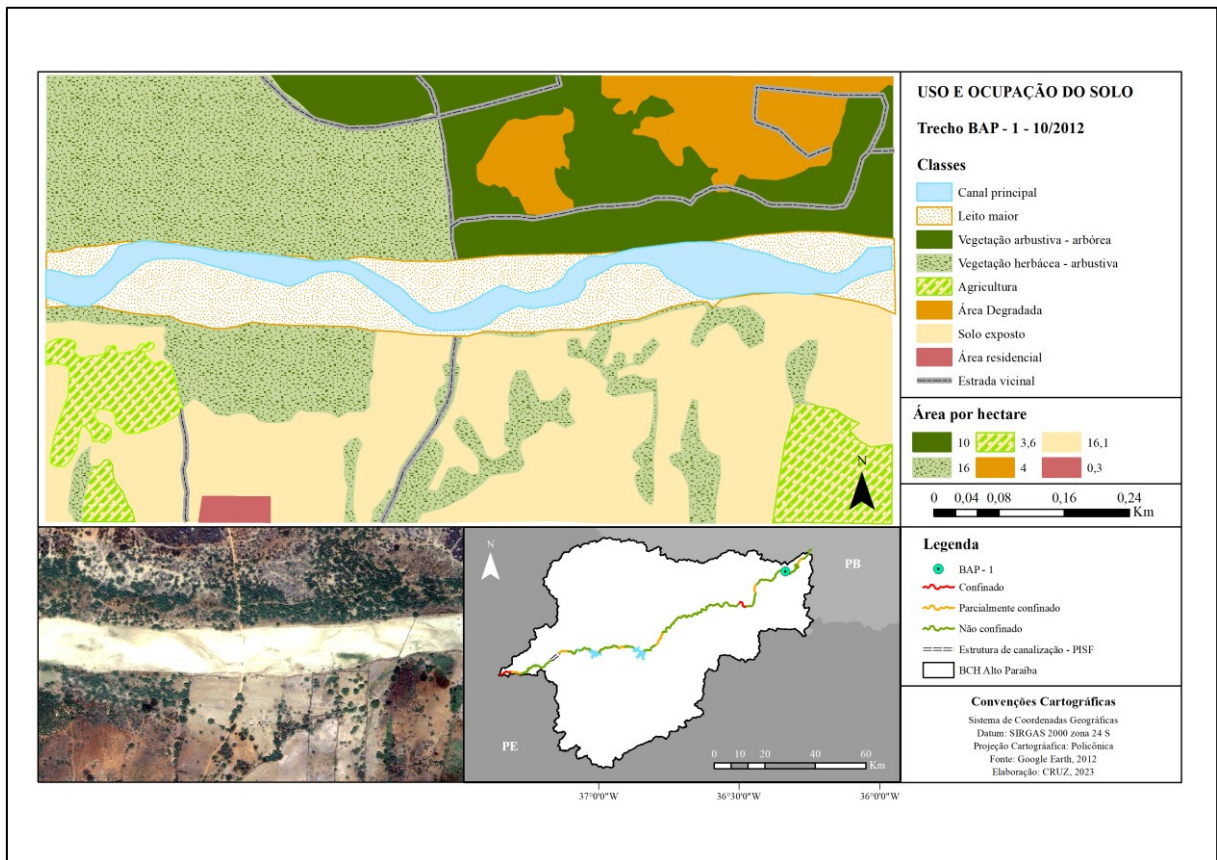 USO E OCUPAÇÃO DO SOLO
Trecho BAP - 1 - 10/2012
Classes
Canal principal
Leito maior
Vegetação arbustiva - arbórea
Vegetação herbácea - arbustiva
Agricultura
Área Degradada
Solo exposto
Área residencial
Estrada vicinal
Área por hectare
10 3,6 16,1
16 4 0,3
N
0 0,04 0,08 0,16 0,24
Km
N
PB
PE
0 10 20 40 60
Km
37°0'0"W 36°30'0"W 36°0'0"W
Legenda
BAP - 1
Confinado
Parcialmente confinado
Não confinado
Estrutura de canalização - PISF
BCH Alto Paraíba
Convenções Cartográficas
Sistema de Coordenadas Geográficas
Datum: SIRGAS 2000 zona 24 S
Projeção Cartográafica: Policônica
Fonte: Google Earth, 2012
Elaboração: CRUZ, 2023